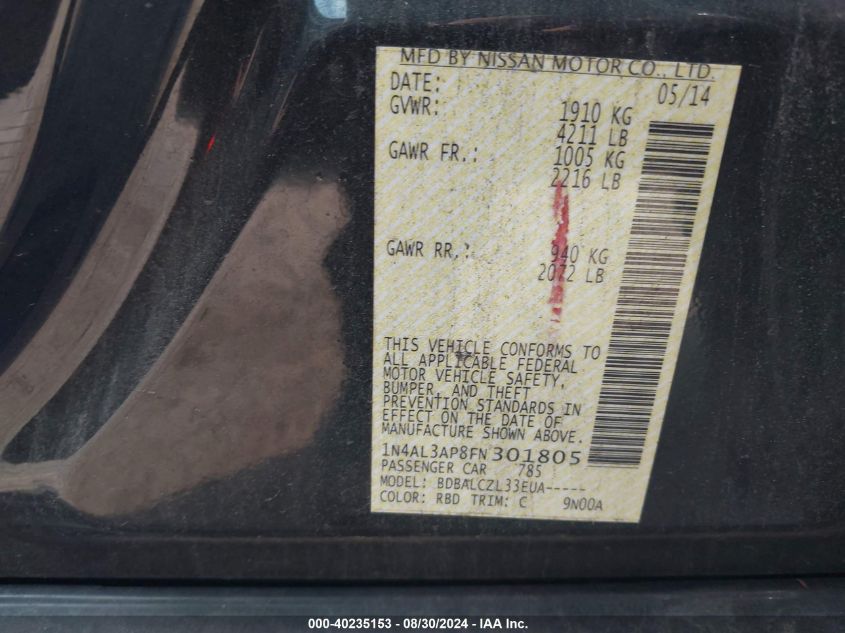 MFD BY NISSAN MOTOR CO., LTD.
DATE: 05/14
GVWR: 1910 KG
4211 LB
GAWR FR.: 1005 KG
2216 LB
GAWR RR.: 940 KG
2072 LB
THIS VEHICLE CONFORMS TO
ALL APPLICABLE FEDERAL
MOTOR VEHICLE SAFETY,
BUMPER, AND THEFT
PREVENTION STANDARDS IN
EFFECT ON THE DATE OF
MANUFACTURE SHOWN ABOVE.
1N4AL3AP8FN301805
PASSENGER CAR 785
MODEL: BDBALCZL33EUA-----
COLOR: RBD TRIM: C 9N00A
000-40235153 - 08/30/2024 - IAA Inc.